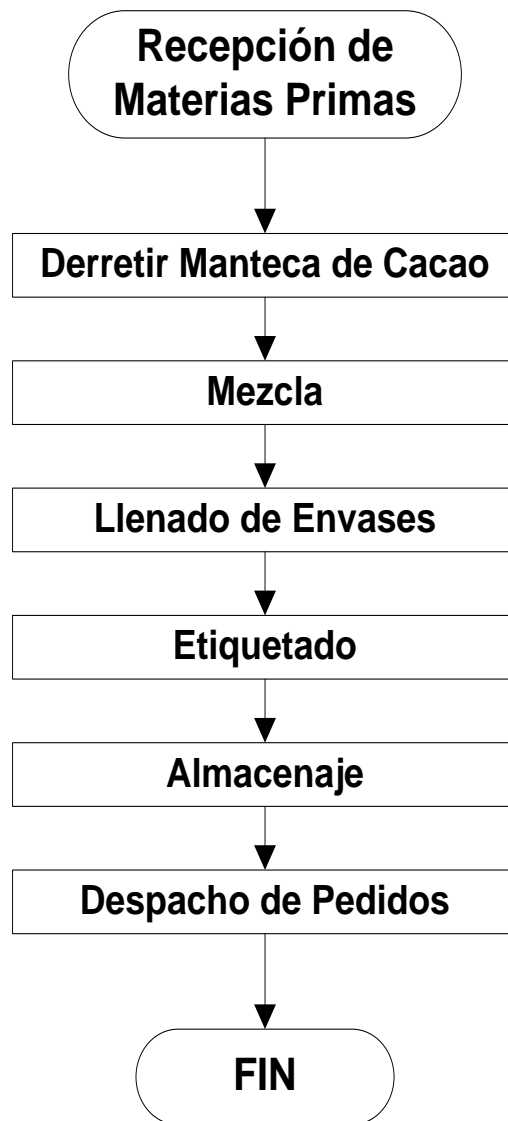 Recepción de
Materias Primas
Derretir Manteca de Cacao
Mezcla
Llenado de Envases
Etiquetado
Almacenaje
Despacho de Pedidos
FIN